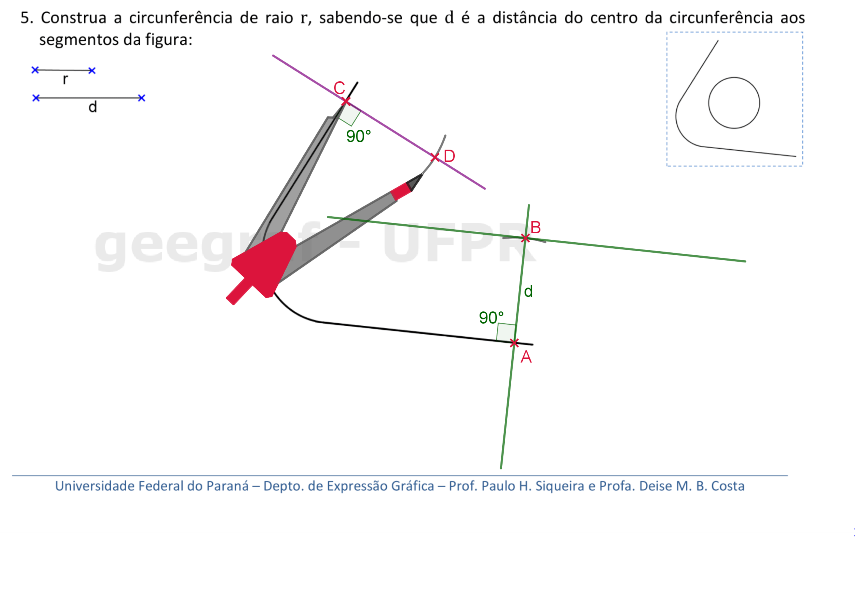 5. Construa a circunferência de raio r, sabendo-se que d é a distância do centro da circunferência aos
segmentos da figura:
r
d
C
90°
D
geegraf - UFPR
B
d
90°
A
Universidade Federal do Paraná – Depto. de Expressão Gráfica – Prof. Paulo H. Siqueira e Profa. Deise M. B. Costa